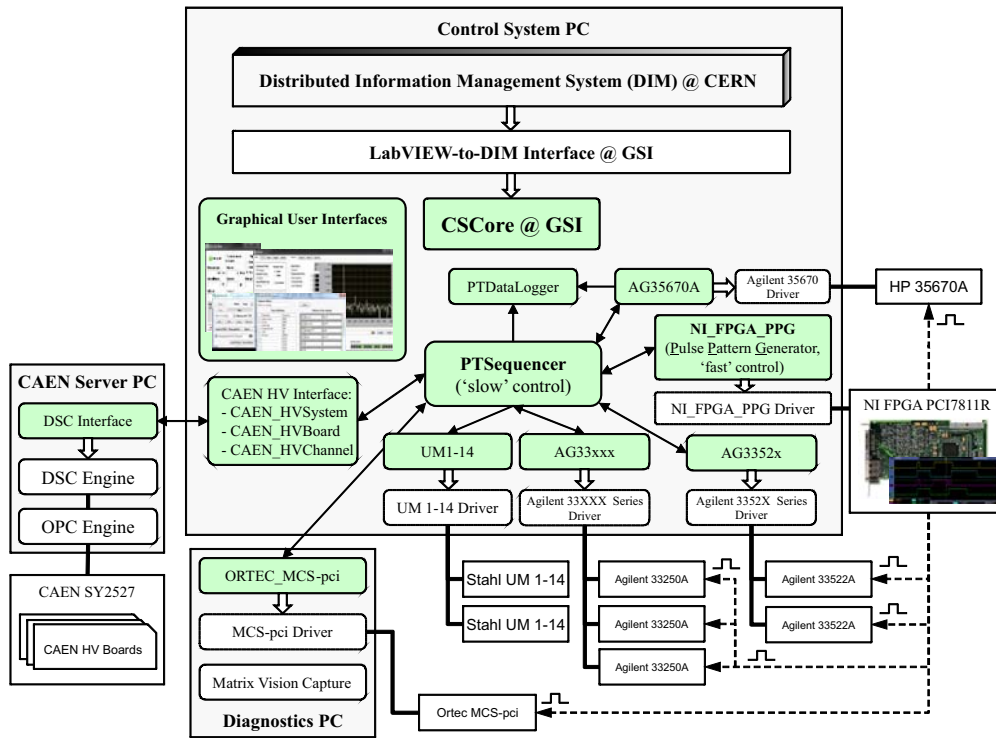 Control System PC
Distributed Information Management System (DIM) @ CERN
LabVIEW-to-DIM Interface @ GSI
CSCore @ GSI
Graphical User Interfaces
PTDataLogger
AG35670A
Agilent 35670
Driver
HP 35670A
NI_FPGA_PPG
(Pulse Pattern Generator,
'fast' control)
PTSequencer
('slow' control)
NI_FPGA_PPG Driver
NI FPGA PCI7811R
CAEN Server PC
DSC Interface
DSC Engine
OPC Engine
CAEN HV Interface:
- CAEN_HVSystem
- CAEN_HVBoard
- CAEN_HVChannel
UM1-14
AG33xxx
AG3352x
UM 1-14 Driver
Agilent 33XXX Series
Driver
Agilent 3352X Series
Driver
CAEN SY2527
CAEN HV Boards
ORTEC_MCS-pci
MCS-pci Driver
Matrix Vision Capture
Diagnostics PC
Stahl UM 1-14
Stahl UM 1-14
Agilent 33250A
Agilent 33250A
Agilent 33250A
Agilent 33522A
Agilent 33522A
Ortec MCS-pci